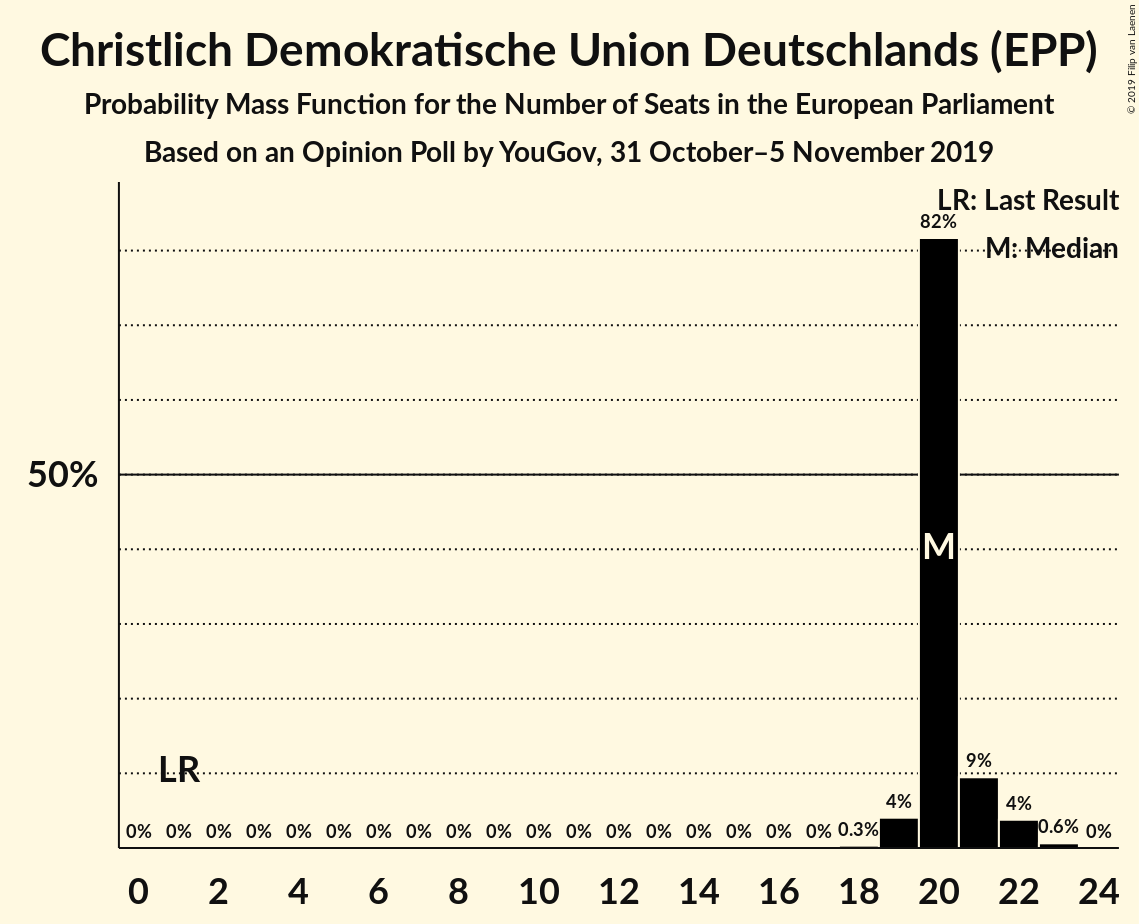 Christlich Demokratische Union Deutschlands (EPP)
Probability Mass Function for the Number of Seats in the European Parliament
Based on an Opinion Poll by YouGov, 31 October–5 November 2019
© 2019 Filip van Laenen
LR: Last Result
M: Median
82%
50%
M
LR
9%
4%
4%
0% 0% 0% 0% 0% 0% 0% 0% 0% 0% 0% 0% 0% 0% 0% 0% 0% 0% 0.3% 0.6% 0%
0 2 4 6 8 10 12 14 16 18 20 22 24